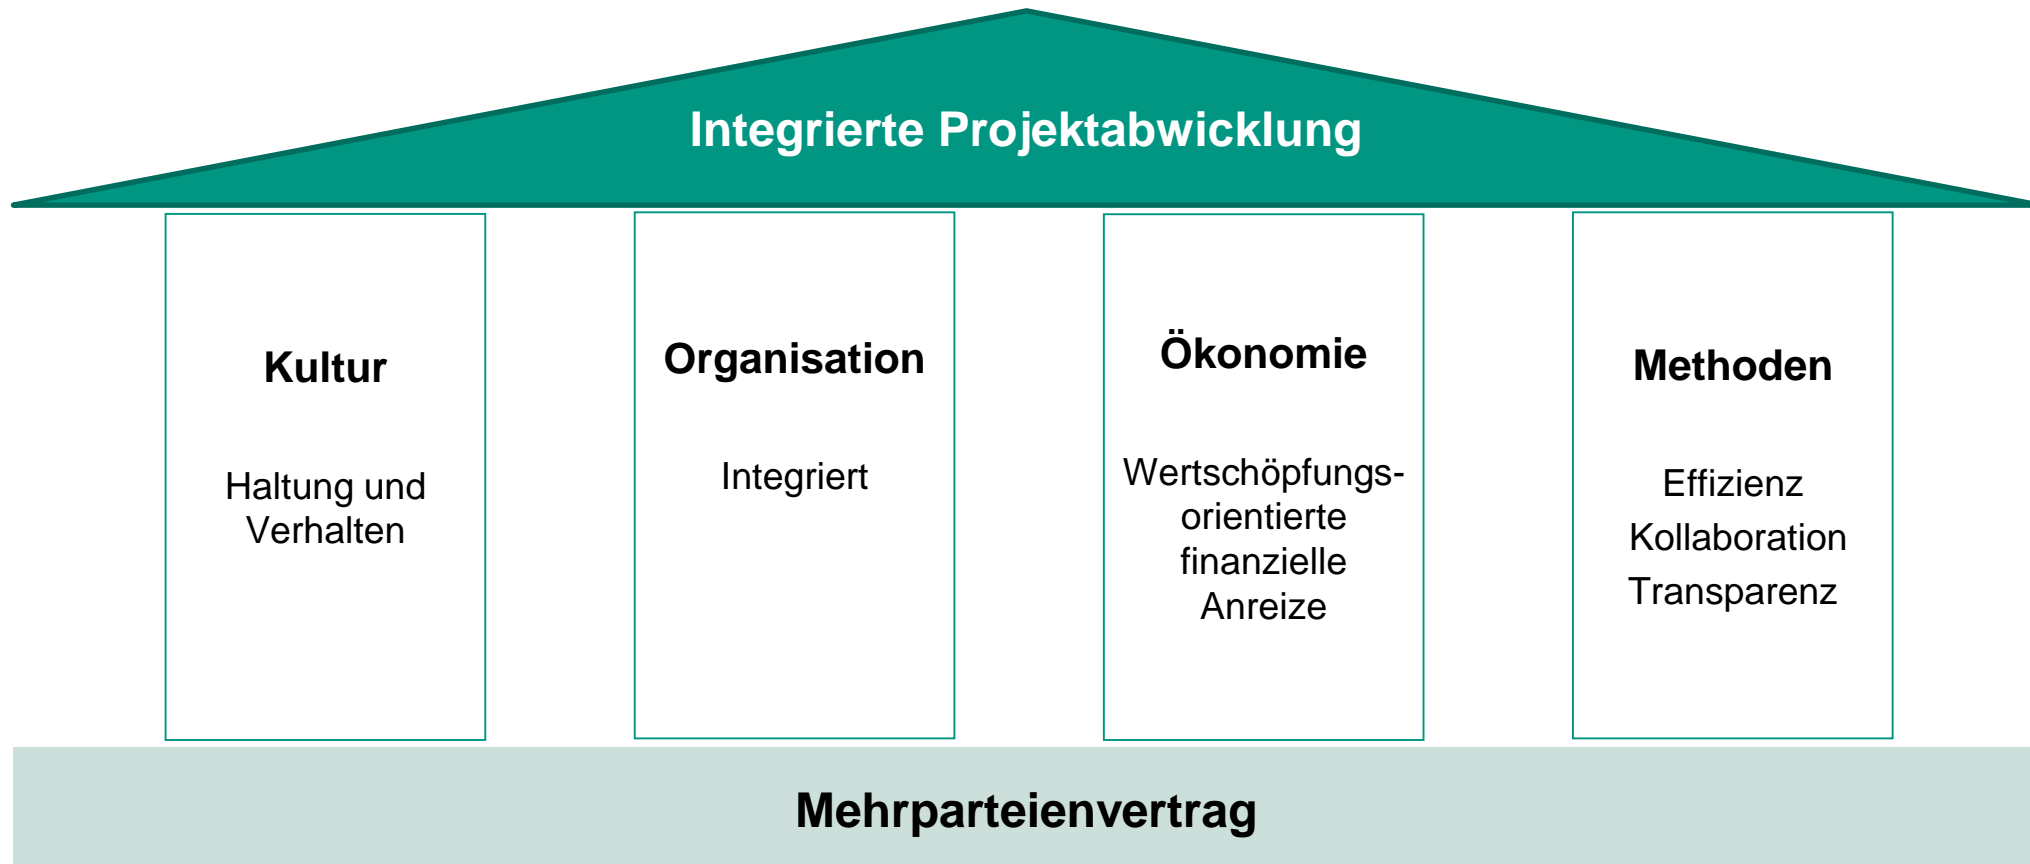 Integrierte Projektabwicklung
Kultur
Haltung und
Verhalten
Organisation
Integriert
Ökonomie
Wertschöpfungs-
orientierte
finanzielle
Anreize
Methoden
Effizienz
Kollaboration
Transparenz
Mehrparteienvertrag